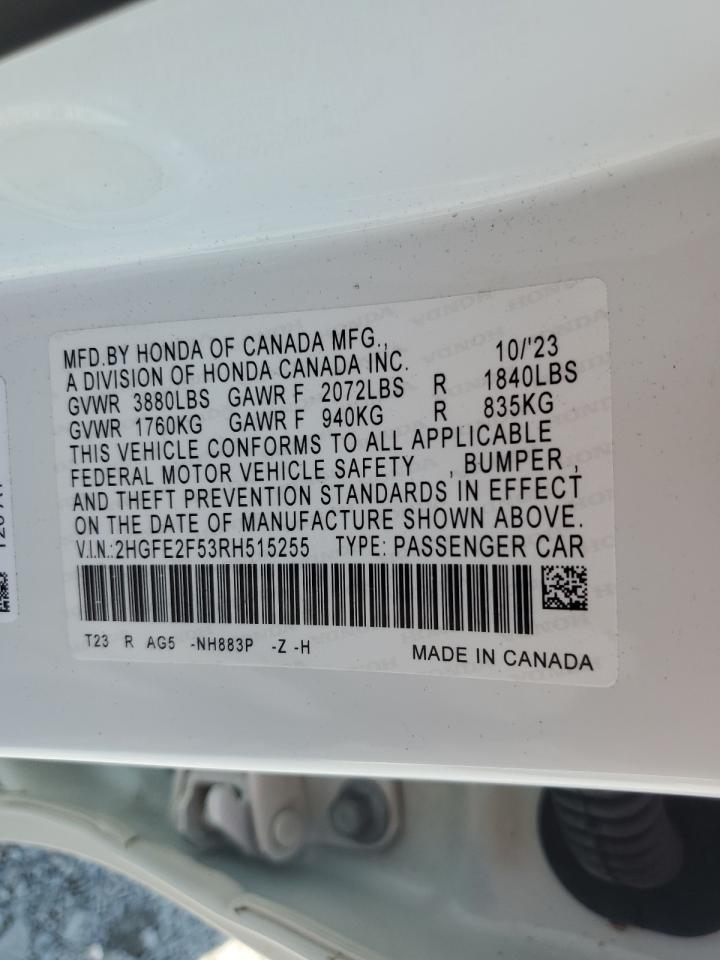 MFD.BY HONDA OF CANADA MFG., 10/'23
A DIVISION OF HONDA CANADA INC.
GVWR 3880LBS GAWR F 2072LBS R 1840LBS
GVWR 1760KG GAWR F 940KG R 835KG
THIS VEHICLE CONFORMS TO ALL APPLICABLE
FEDERAL MOTOR VEHICLE SAFETY , BUMPER ,
AND THEFT PREVENTION STANDARDS IN EFFECT
ON THE DATE OF MANUFACTURE SHOWN ABOVE.
V.I.N.:2HGFE2F53RH515255 TYPE: PASSENGER CAR
T23 R AG5 -NH883P -Z -H
MADE IN CANADA